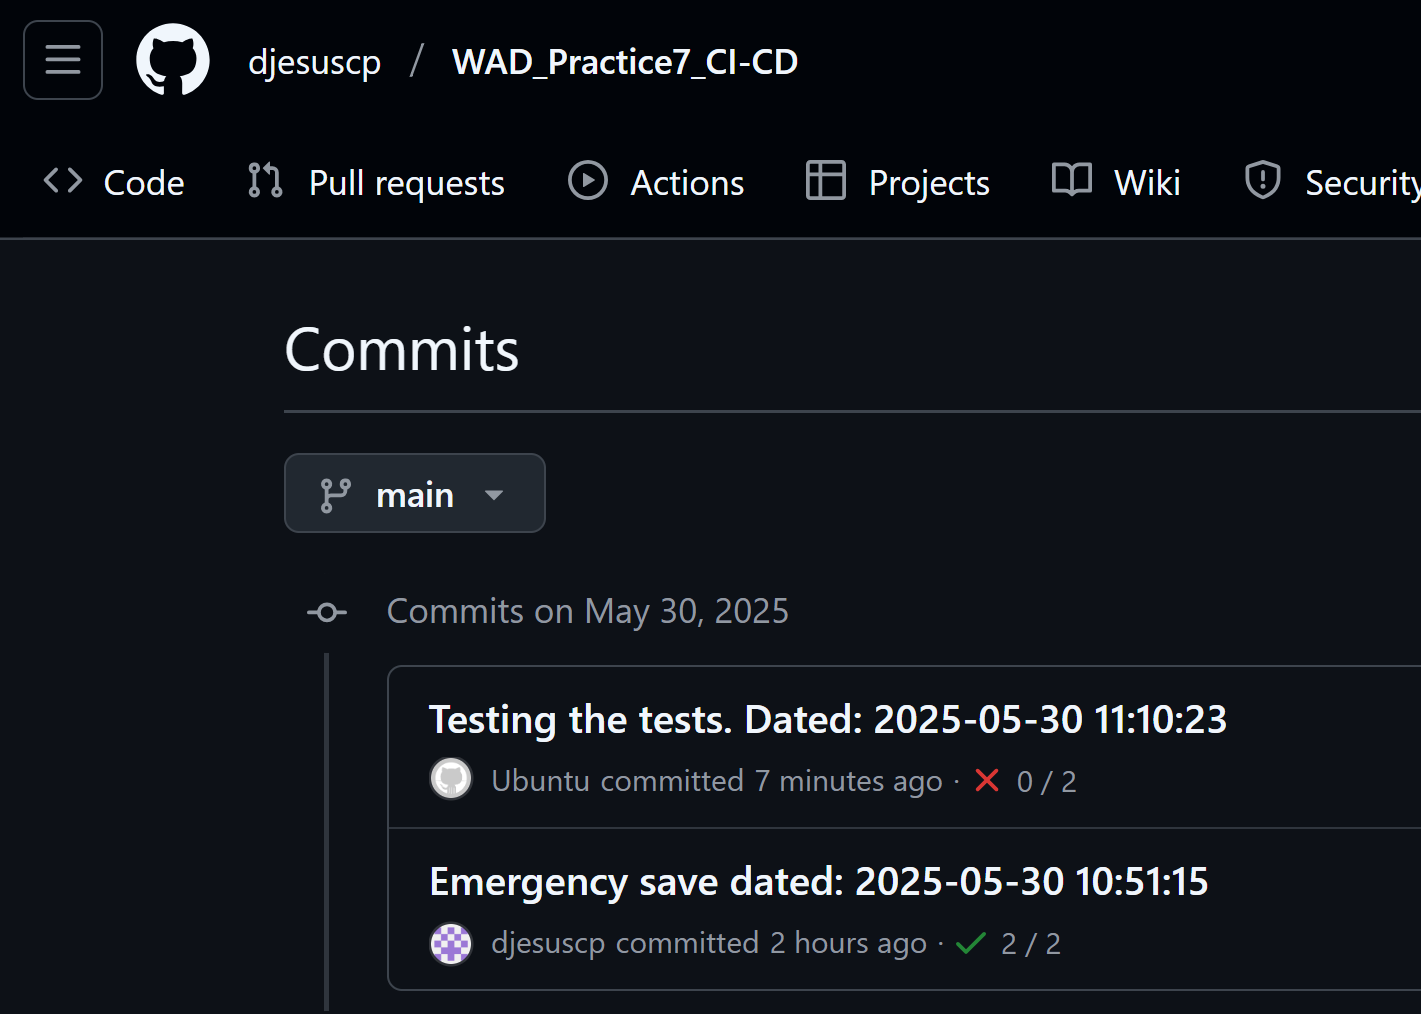 djesuscp / WAD_Practice7_CI-CD
Code Pull requests Actions Projects Wiki Security
Commits
main
Commits on May 30, 2025
Testing the tests. Dated: 2025-05-30 11:10:23
Ubuntu committed 7 minutes ago · 0 / 2
Emergency save dated: 2025-05-30 10:51:15
djesuscp committed 2 hours ago · 2 / 2